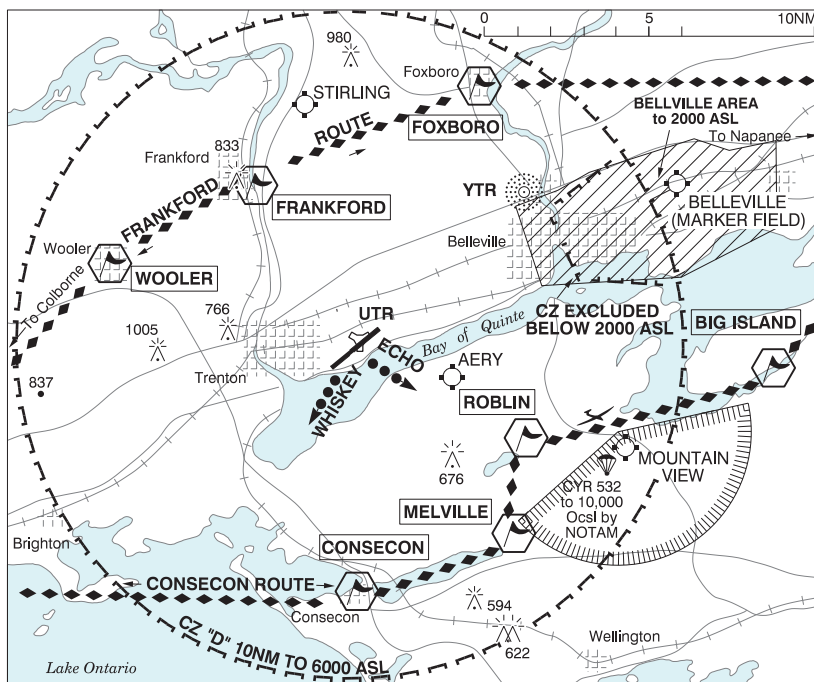 0 5 10NM
980
Foxboro
STIRLING
ROUTE
FOXBORO
BELLVILLE AREA
to 2000 ASL
To Napanee
833
Frankford
YTR
FRANKFORD
FRANKFORD
BELLEVILLE
(MARKER FIELD)
Wooler
Belleville
WOOLER
To Colborne
CZ EXCLUDED
BELOW 2000 ASL
766
UTR
Bay of Quinte
BIG ISLAND
1005
ECHO
AERY
837
Trenton
WHISKEY
ROBLIN
676
MOUNTAIN
VIEW
CYR 532
to 10,000
Ocsl by
NOTAM
MELVILLE
Brighton
CONSECON
CONSECON ROUTE
594
Consecon
622
Wellington
CZ "D" 10NM TO 6000 ASL
Lake Ontario